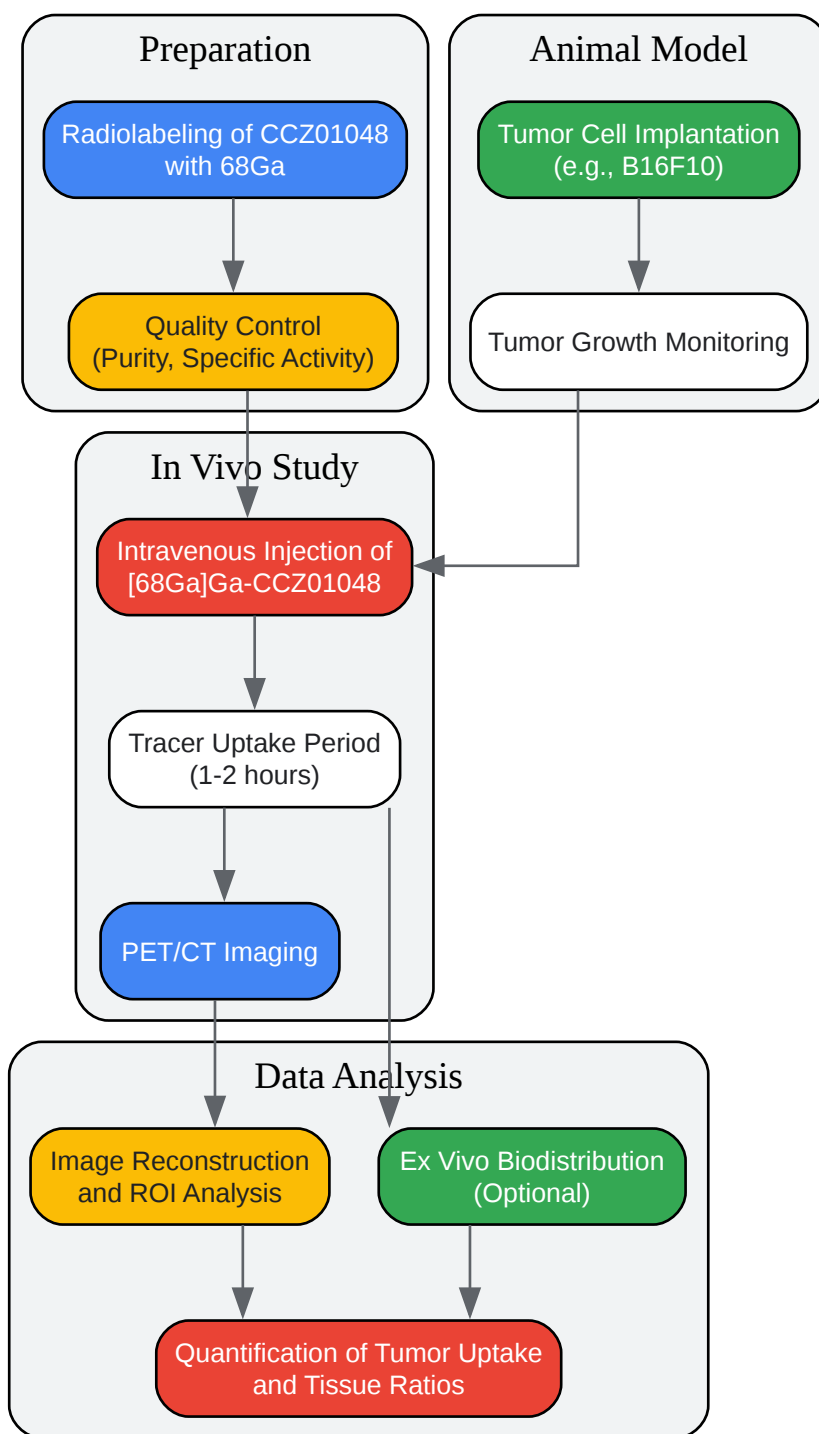 Preparation
Radiolabeling of CCZ01048
with 68Ga
Quality Control
(Purity, Specific Activity)
Animal Model
Tumor Cell Implantation
(e.g., B16F10)
Tumor Growth Monitoring
In Vivo Study
Intravenous Injection of
[68Ga]Ga-CCZ01048
Tracer Uptake Period
(1-2 hours)
PET/CT Imaging
Data Analysis
Image Reconstruction
and ROI Analysis
Ex Vivo Biodistribution
(Optional)
Quantification of Tumor Uptake
and Tissue Ratios